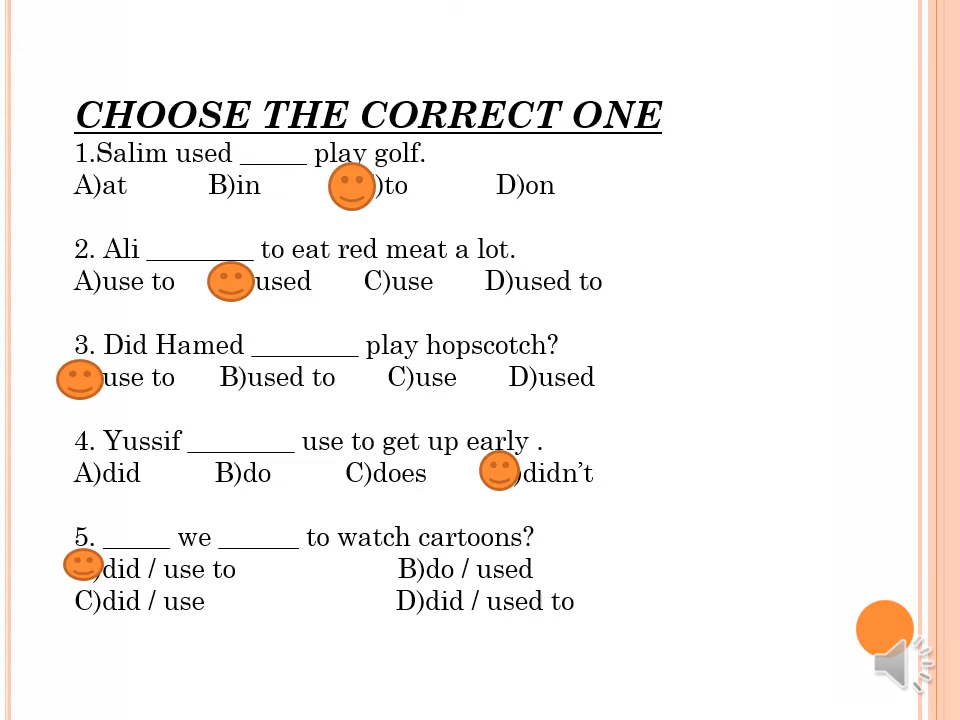 CHOOSE THE CORRECT ONE
1.Salim used _____ play golf.
A)at B)in )to D)on
2. Ali ________ to eat red meat a lot.
A)use to used C)use D)used to
3. Did Hamed ________ play hopscotch?
use to B)used to C)use D)used
4. Yussif ________ use to get up early .
A)did B)do C)does )didn’t
5. _____ we ______ to watch cartoons?
)did / use to B)do / used
C)did / use D)did / used to